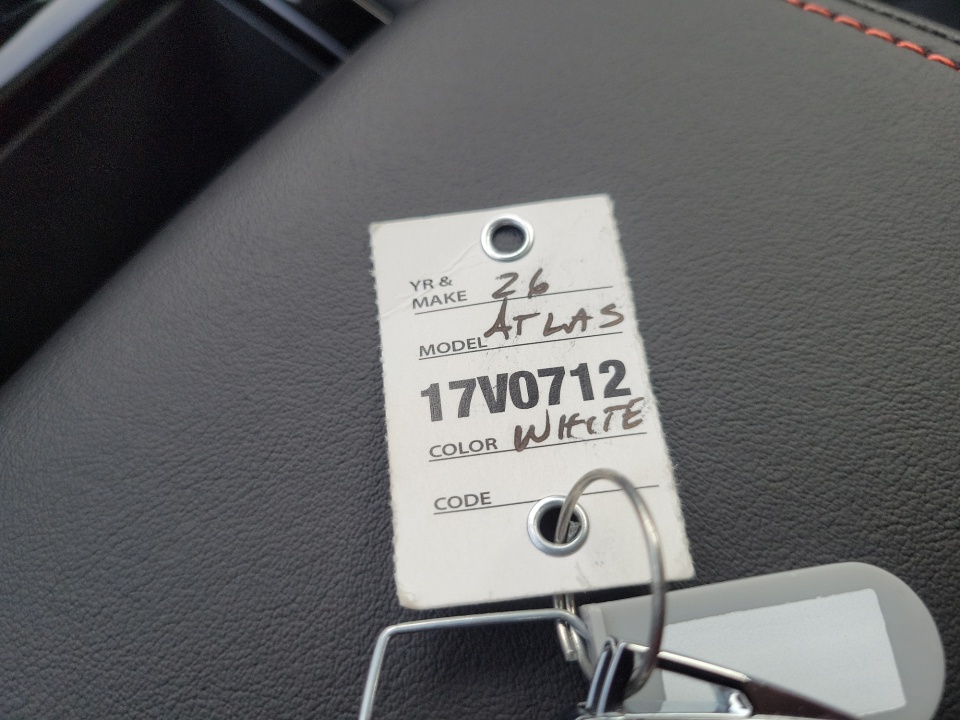 YR &
MAKE 26
MODEL ATLAS
17V0712
COLOR WHITE
CODE